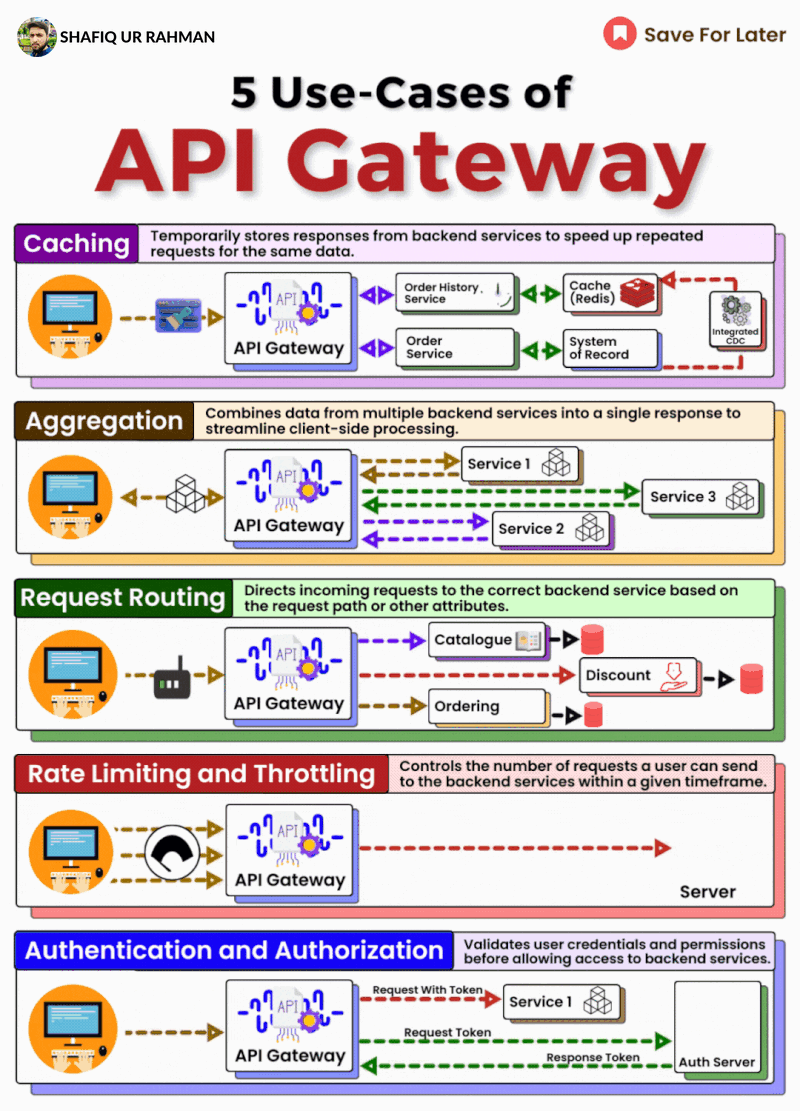 SHAFIQ UR RAHMAN
Save For Later
5 Use-Cases of
API Gateway
Caching
Temporarily stores responses from backend services to speed up repeated
requests for the same data.
API
API Gateway
Order History
Service
Cache
(Redis)
Order
Service
System
of Record
Integrated
CDC
Aggregation
Combines data from multiple backend services into a single response to
streamline client-side processing.
API
API Gateway
Service 1
Service 3
Service 2
Request Routing
Directs incoming requests to the correct backend service based on
the request path or other attributes.
API
API Gateway
Catalogue
Discount
Ordering
Rate Limiting and Throttling
Controls the number of requests a user can send
to the backend services within a given timeframe.
API
API Gateway
Server
Authentication and Authorization
Validates user credentials and permissions
before allowing access to backend services.
API
API Gateway
Request With Token
Service 1
Request Token
Response Token
Auth Server